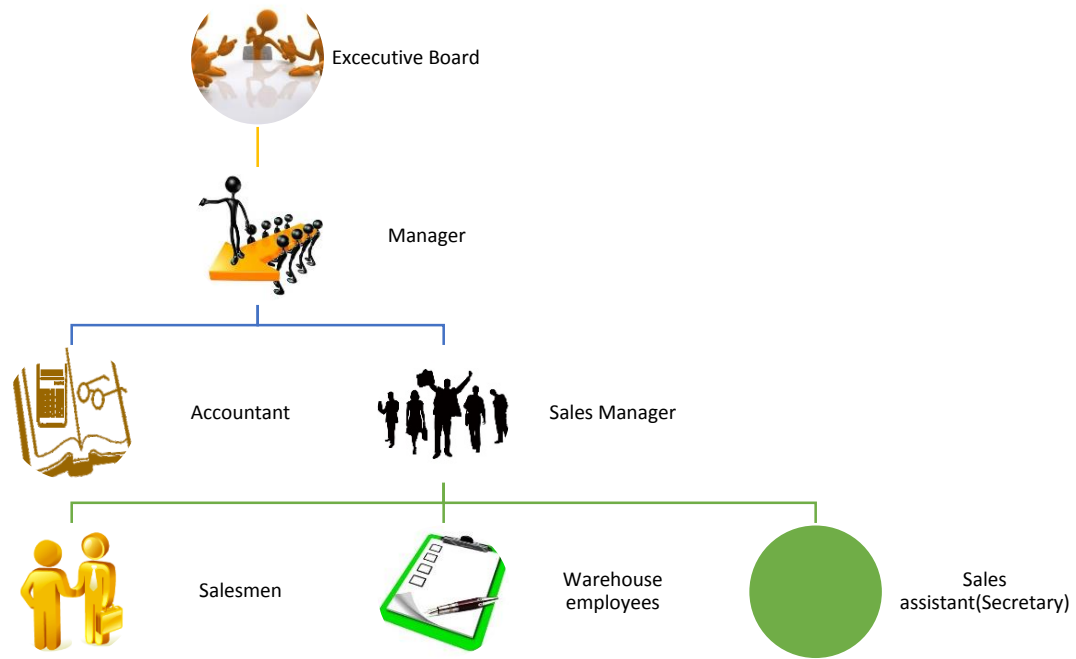 Excecutive Board
Manager
Accountant
Sales Manager
Salesmen
Warehouse
employees
Sales
assistant(Secretary)